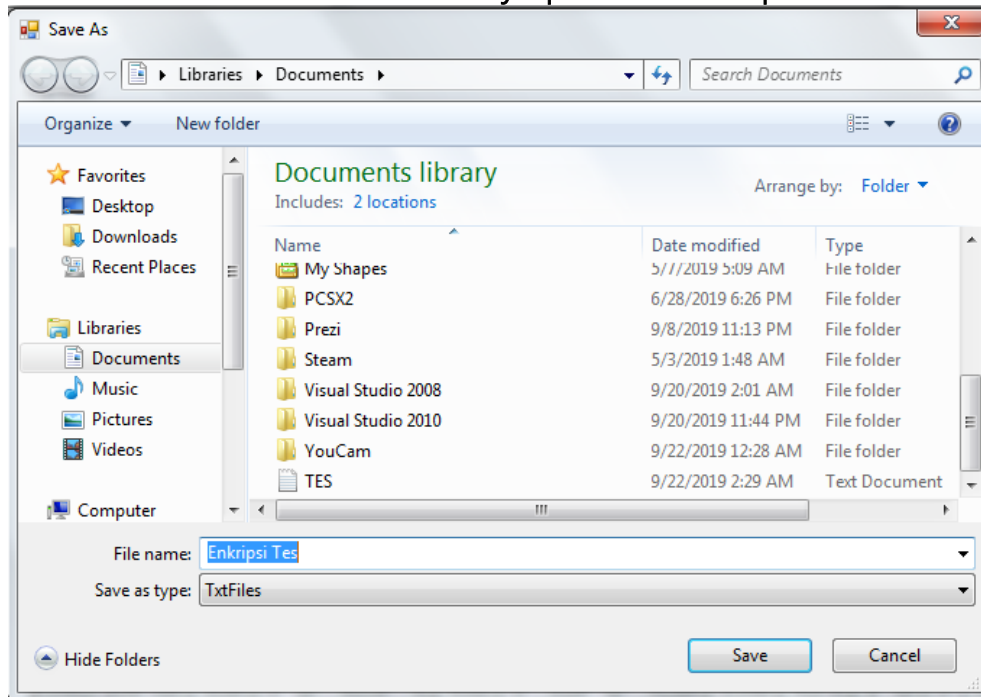 Save As
Libraries Documents
Search Documents
Organize New folder
Favorites
Desktop
Downloads
Recent Places
Libraries
Documents
Music
Pictures
Videos
Computer
Documents library
Includes: 2 locations
Arrange by: Folder
Name Date modified Type
My Shapes 5/7/2019 5:09 AM File folder
PCSX2 6/28/2019 6:26 PM File folder
Prezi 9/8/2019 11:13 PM File folder
Steam 5/3/2019 1:48 AM File folder
Visual Studio 2008 9/20/2019 2:01 AM File folder
Visual Studio 2010 9/20/2019 11:44 PM File folder
YouCam 9/22/2019 12:28 AM File folder
TES 9/22/2019 2:29 AM Text Document
File name: Enkripsi Tes
Save as type: TxtFiles
Hide Folders
Save Cancel